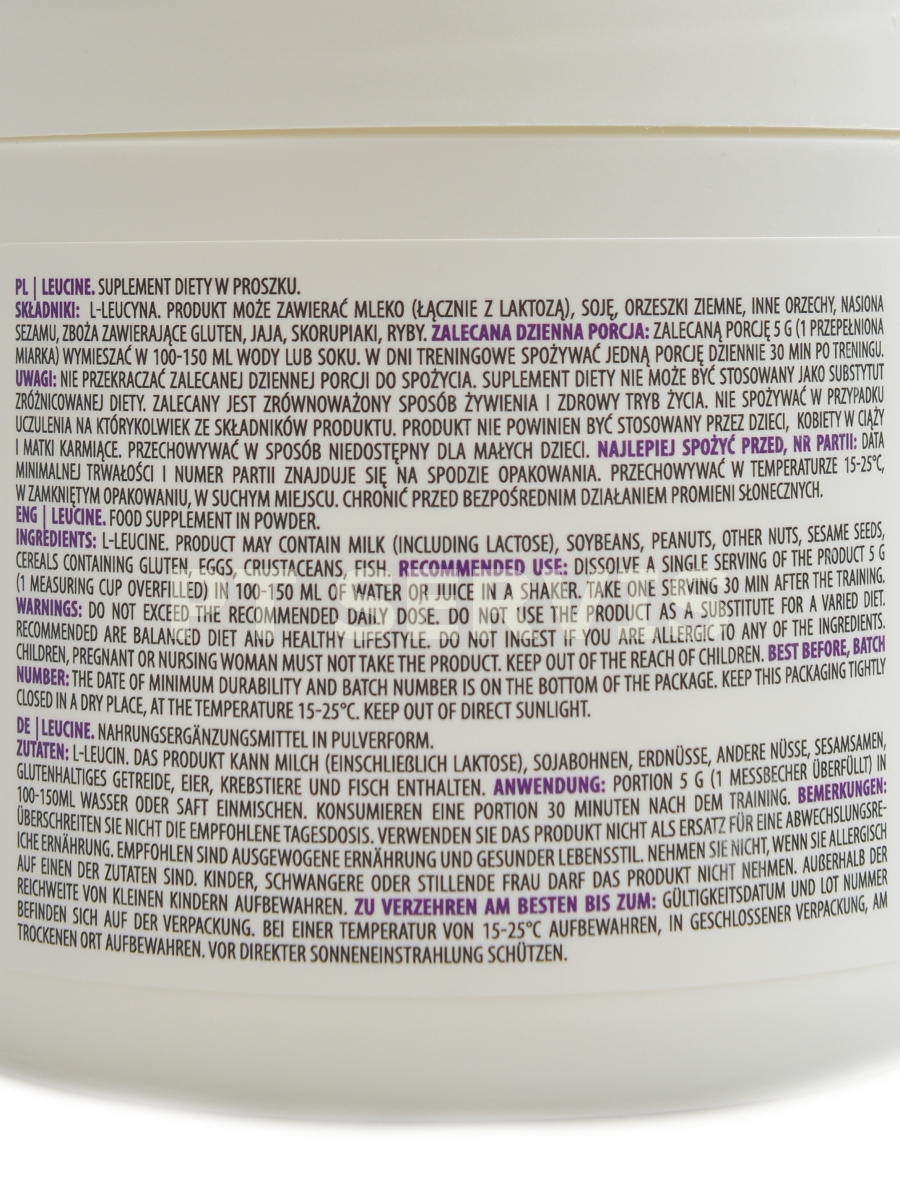 PL | LEUCINE. SUPLEMENT DIETY W PROSZKU.
SKŁADNIKI: L-LEUCYNA. PRODUKT MOŻE ZAWIERAĆ MLEKO (ŁĄCZNIE Z LAKTOZĄ), SOJĘ, ORZESZKI ZIEMNE, INNE ORZECHY, NASIONA
SEZAMU, ZBOŻA ZAWIERAJĄCE GLUTEN, JAJA, SKORUPIAKI, RYBY. ZALECANA DZIENNA PORCJA: ZALECANĄ PORCJĘ 5 G (1 PRZEPEŁNIONA
MIARKA) WYMIESZAĆ W 100-150 ML WODY LUB SOKU. W DNI TRENINGOWE SPOŻYWAĆ JEDNĄ PORCJĘ DZIENNIE 30 MIN PO TRENINGU.
UWAGI: NIE PRZEKRACZAĆ ZALECANEJ DZIENNEJ PORCJI DO SPOŻYCIA. SUPLEMENT DIETY NIE MOŻE BYĆ STOSOWANY JAKO SUBSTYTUT
ZRÓŻNICOWANEJ DIETY. ZALECANY JEST ZRÓWNOWAŻONY SPOSÓB ŻYWIENIA I ZDROWY TRYB ŻYCIA. NIE SPOŻYWAĆ W PRZYPADKU
UCZULENIA NA KTÓRYKOLWIEK ZE SKŁADNIKÓW PRODUKTU. PRODUKT NIE POWINIEN BYĆ STOSOWANY PRZEZ DZIECI, KOBIETY W CIĄŻY
I MATKI KARMIĄCE. PRZECHOWYWAĆ W SPOSÓB NIEDOSTĘPNY DLA MAŁYCH DZIECI. NAJLEPIEJ SPOŻYĆ PRZED, NR PARTII: DATA
MINIMALNEJ TRWAŁOŚCI I NUMER PARTII ZNAJDUJE SIĘ NA SPODZIE OPAKOWANIA. PRZECHOWYWAĆ W TEMPERATURZE 15-25°C,
W ZAMKNIĘTYM OPAKOWANIU, W SUCHYM MIEJSCU. CHRONIĆ PRZED BEZPOŚREDNIM DZIAŁANIEM PROMIENI SŁONECZNYCH.
ENG | LEUCINE. FOOD SUPPLEMENT IN POWDER.
INGREDIENTS: L-LEUCINE. PRODUCT MAY CONTAIN MILK (INCLUDING LACTOSE), SOYBEANS, PEANUTS, OTHER NUTS, SESAME SEEDS,
CEREALS CONTAINING GLUTEN, EGGS, CRUSTACEANS, FISH. RECOMMENDED USE: DISSOLVE A SINGLE SERVING OF THE PRODUCT 5 G
(1 MEASURING CUP OVERFILLED) IN 100-150 ML OF WATER OR JUICE IN A SHAKER. TAKE ONE SERVING 30 MIN AFTER THE TRAINING.
WARNINGS: DO NOT EXCEED THE RECOMMENDED DAILY DOSE. DO NOT USE THE PRODUCT AS A SUBSTITUTE FOR A VARIED DIET.
RECOMMENDED ARE BALANCED DIET AND HEALTHY LIFESTYLE. DO NOT INGEST IF YOU ARE ALLERGIC TO ANY OF THE INGREDIENTS.
CHILDREN, PREGNANT OR NURSING WOMAN MUST NOT TAKE THE PRODUCT. KEEP OUT OF THE REACH OF CHILDREN. BEST BEFORE, BATCH
NUMBER: THE DATE OF MINIMUM DURABILITY AND BATCH NUMBER IS ON THE BOTTOM OF THE PACKAGE. KEEP THIS PACKAGING TIGHTLY
CLOSED IN A DRY PLACE, AT THE TEMPERATURE 15-25°C. KEEP OUT OF DIRECT SUNLIGHT.
DE | LEUCINE. NAHRUNGSERGÄNZUNGSMITTEL IN PULVERFORM.
ZUTATEN: L-LEUCIN. DAS PRODUKT KANN MILCH (EINSCHLIEßLICH LAKTOSE), SOJABOHNEN, ERDNÜSSE, ANDERE NÜSSE, SESAMSAMEN,
GLUTENHALTIGES GETREIDE, EIER, KREBSTIERE UND FISCH ENTHALTEN. ANWENDUNG: PORTION 5 G (1 MESSBECHER ÜBERFÜLLT) IN
100-150ML WASSER ODER SAFT EINMISCHEN. KONSUMIEREN EINE PORTION 30 MINUTEN NACH DEM TRAINING. BEMERKUNGEN:
ÜBERSCHREITEN SIE NICHT DIE EMPFOHLENE TAGESDOSIS. VERWENDEN SIE DAS PRODUKT NICHT ALS ERSATZ FÜR EINE ABWECHSLUNGSRE-
ICHE ERNÄHRUNG. EMPFOHLEN SIND AUSGEWOGENE ERNÄHRUNG UND GESUNDER LEBENSSTIL. NEHMEN SIE NICHT, WENN SIE ALLERGISCH
AUF EINEN DER ZUTATEN SIND. KINDER, SCHWANGERE ODER STILLENDE FRAU DARF DAS PRODUKT NICHT NEHMEN. AUßERHALB DER
REICHWEITE VON KLEINEN KINDERN AUFBEWAHREN. ZU VERZEHREN AM BESTEN BIS ZUM: GÜLTIGKEITSDATUM UND LOT NUMMER
BEFINDEN SICH AUF DER VERPACKUNG. BEI EINER TEMPERATUR VON 15-25°C AUFBEWAHREN, IN GESCHLOSSENER VERPACKUNG, AM
TROCKENEN ORT AUFBEWAHREN. VOR DIREKTER SONNENEINSTRAHLUNG SCHÜTZEN.